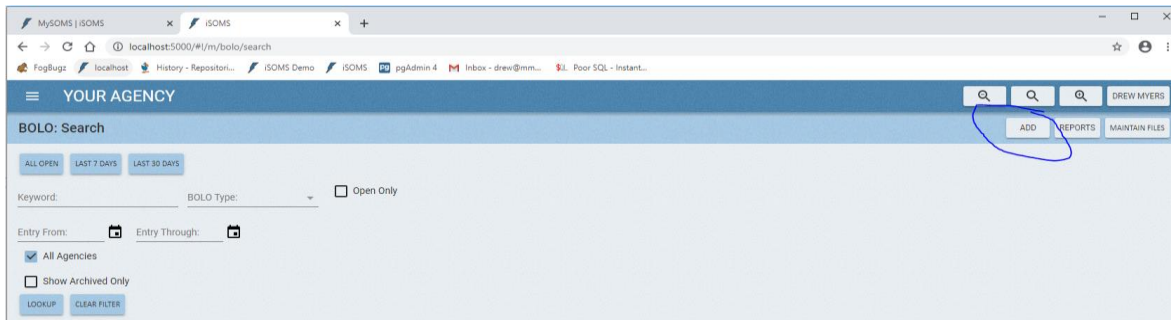 MySOMS | iSOMS iSOMS
localhost:5000/#!/m/bolo/search
FogBugz localhost History - Repositori... iSOMS Demo iSOMS pgAdmin 4 Inbox - drew@mm... Poor SQL - Instant...
YOUR AGENCY DREW MYERS
BOLO: Search ADD REPORTS MAINTAIN FILES
ALL OPEN LAST 7 DAYS LAST 30 DAYS
Keyword: BOLO Type: Open Only
Entry From: Entry Through:
All Agencies
Show Archived Only
LOOKUP CLEAR FILTER